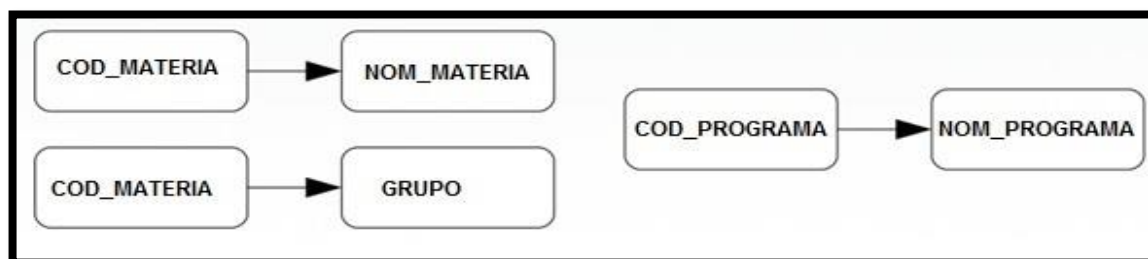 COD_MATERIA
NOM_MATERIA
COD_MATERIA
GRUPO
COD_PROGRAMA
NOM_PROGRAMA